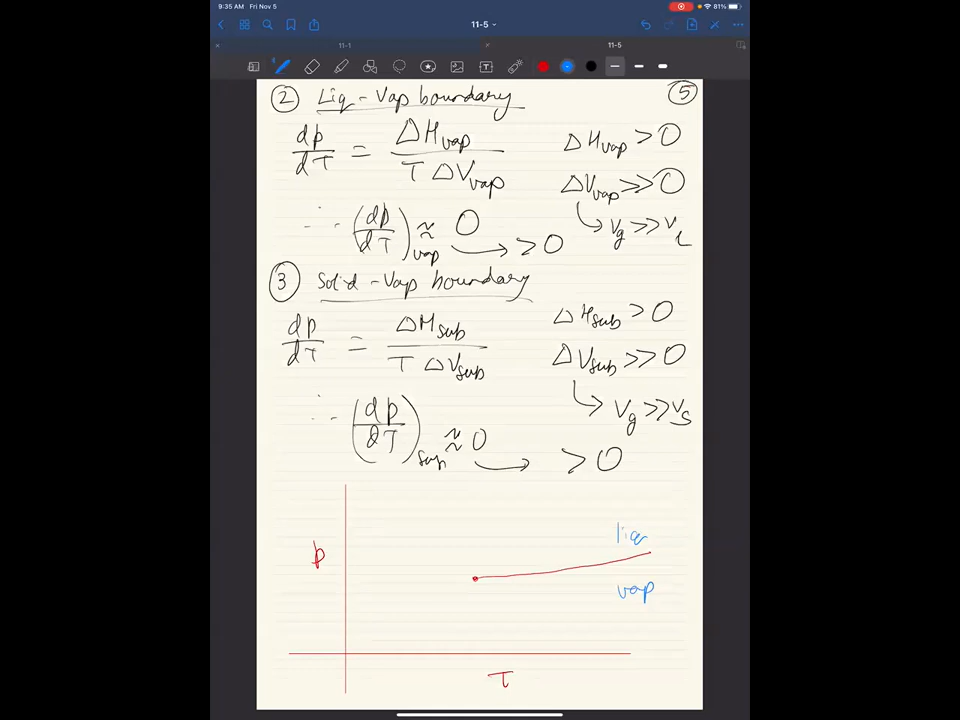 9:35 AM Fri Nov 5
81%
11-5
11-1
11-5
② Liq-Vap boundary
⑤
dp/dT = ΔHvap / T ΔVvap
ΔHvap > 0
ΔVvap >> 0
→ Vg >> VL
∴ (dp/dT)vap ≈ 0 → > 0
③ Solid-Vap boundary
dp/dT = ΔHsub / T ΔVsub
ΔHsub > 0
ΔVsub >> 0
→ Vg >> Vs
∴ (dp/dT)sub ≈ 0 → > 0
p
liq
vap
T